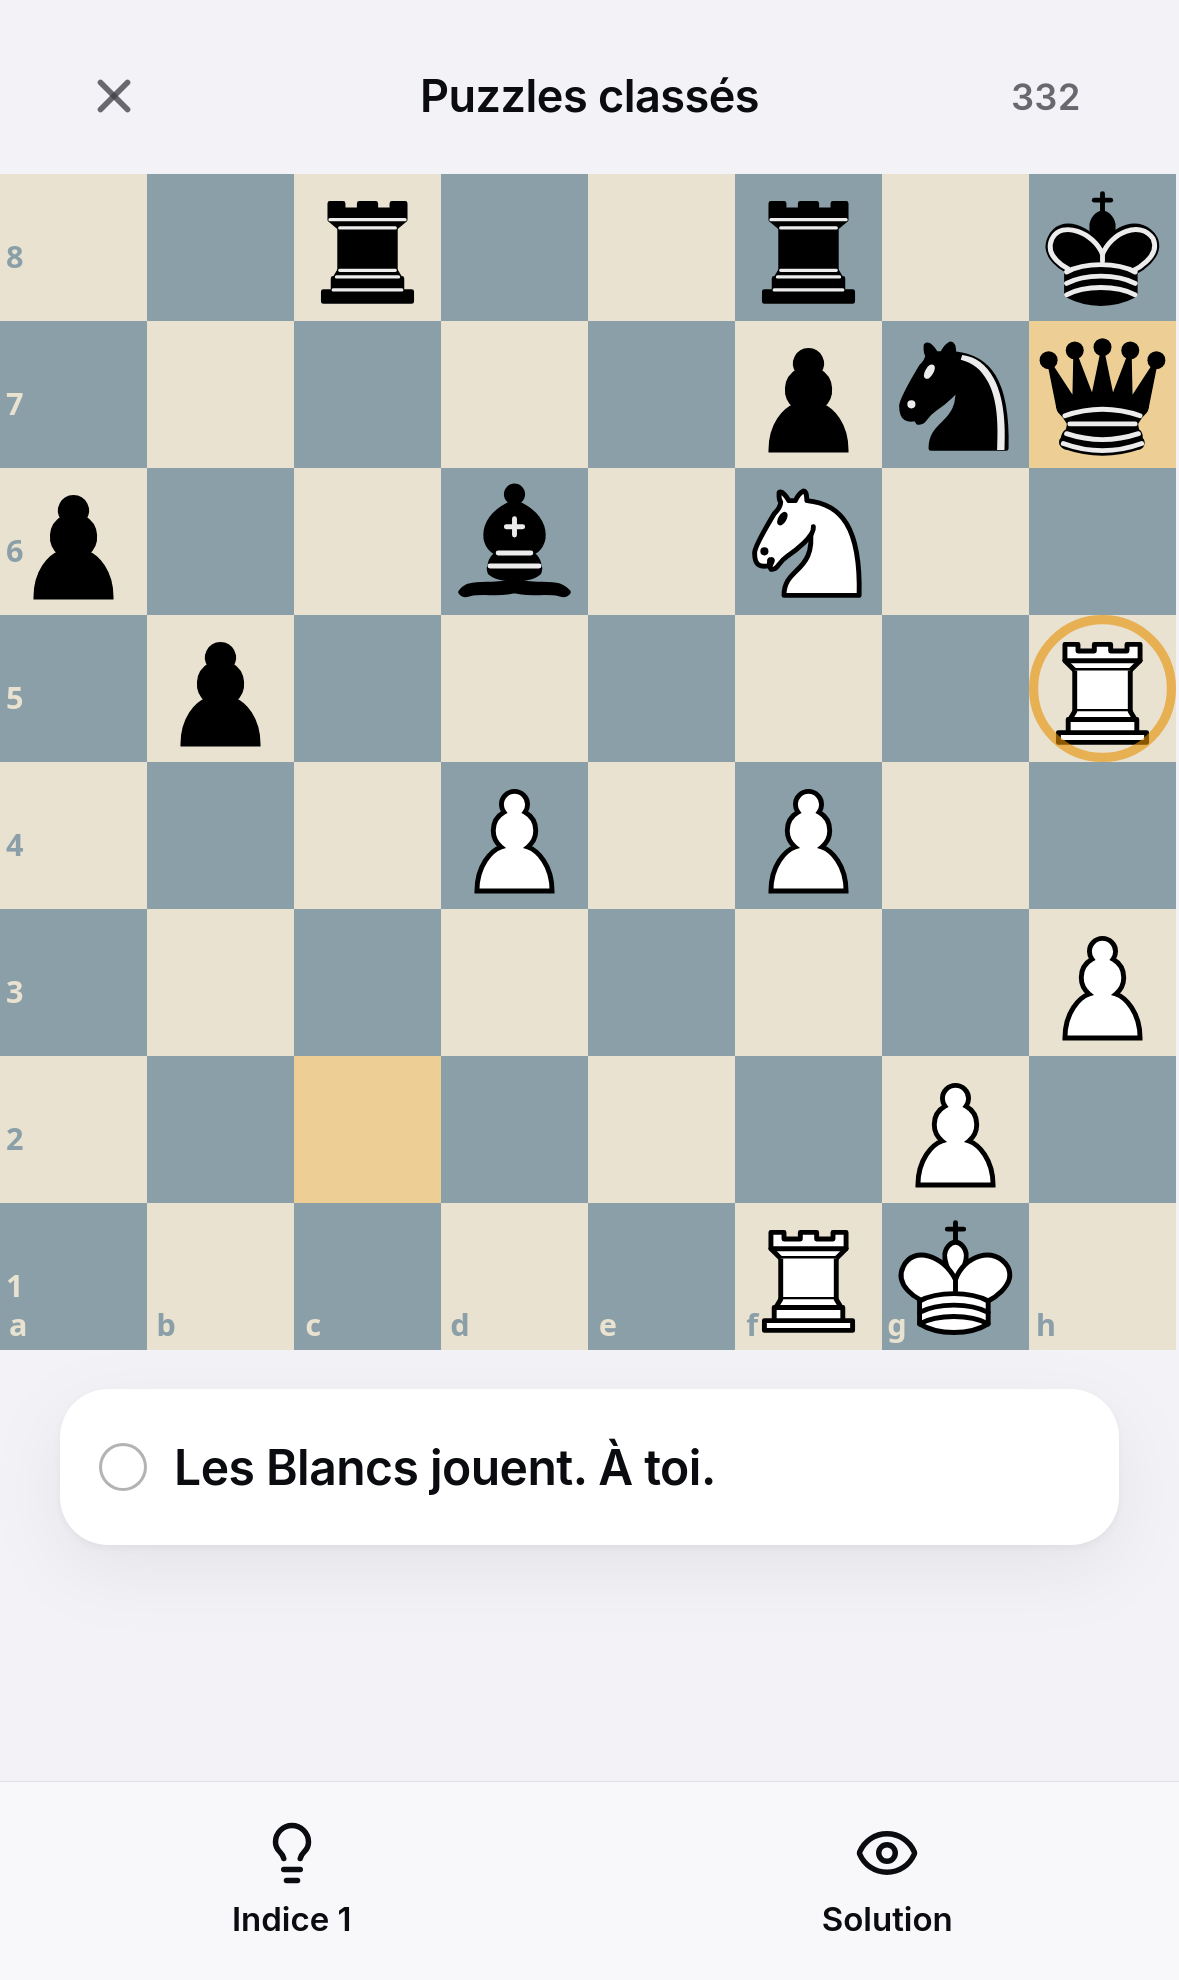 Puzzles classés 332
8
7
6
5
4
3
2
1
a b c d e f g h
Les Blancs jouent. À toi.
Indice 1 Solution